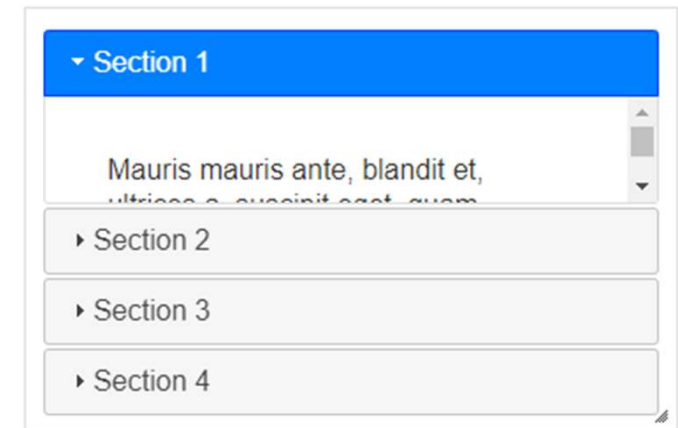 Section 1
Mauris mauris ante, blandit et,
Section 2
Section 3
Section 4